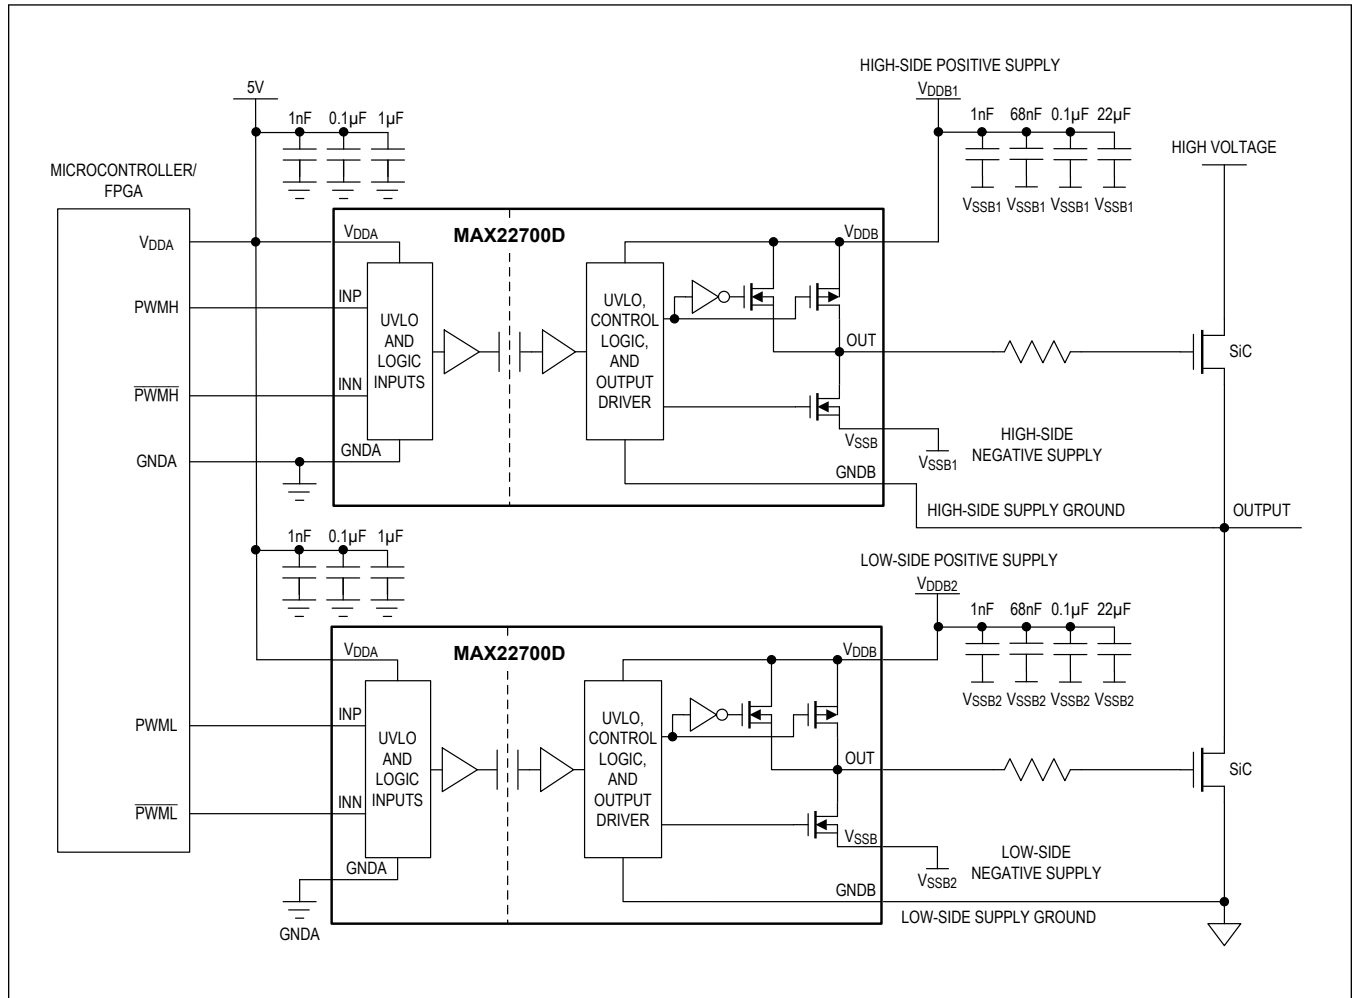 HIGH-SIDE POSITIVE SUPPLY
5V
VDDB1
1nF 0.1µF 1µF
1nF 68nF 0.1µF 22µF
HIGH VOLTAGE
MICROCONTROLLER/
FPGA
VSSB1 VSSB1 VSSB1 VSSB1
MAX22700D
VDDA
VDDA
VDDB
PWMH
INP
UVLO
AND
LOGIC
INPUTS
UVLO,
CONTROL
LOGIC,
AND
OUTPUT
DRIVER
OUT
SiC
PWMH
INN
GNDA
GNDA
VSSB
VSSB1
HIGH-SIDE
NEGATIVE SUPPLY
GNDB
HIGH-SIDE SUPPLY GROUND
OUTPUT
1nF 0.1µF 1µF
LOW-SIDE POSITIVE SUPPLY
VDDB2
1nF 68nF 0.1µF 22µF
VSSB2 VSSB2 VSSB2 VSSB2
MAX22700D
VDDA
VDDB
PWML
INP
UVLO
AND
LOGIC
INPUTS
UVLO,
CONTROL
LOGIC,
AND
OUTPUT
DRIVER
OUT
SiC
PWML
INN
GNDA
VSSB
VSSB2
LOW-SIDE
NEGATIVE SUPPLY
GNDB
LOW-SIDE SUPPLY GROUND
GNDA